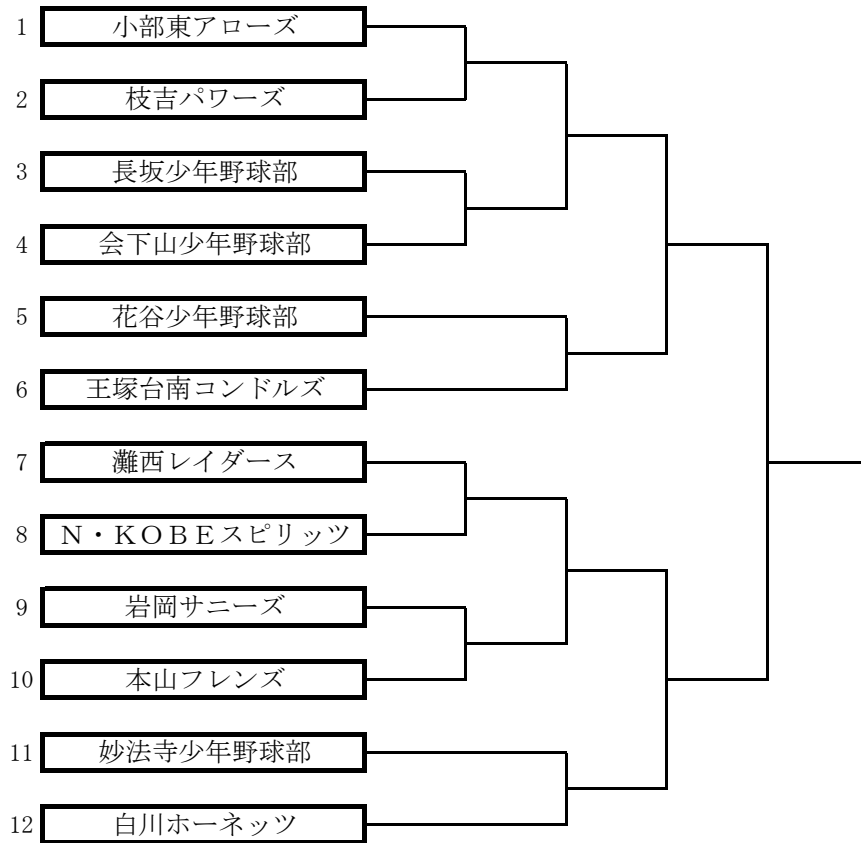 1 小部東アローズ
2 枝吉パワーズ
3 長坂少年野球部
4 会下山少年野球部
5 花谷少年野球部
6 王塚台南コンドルズ
7 灘西レイダース
8 Ｎ・ＫＯＢＥスピリッツ
9 岩岡サニーズ
10 本山フレンズ
11 妙法寺少年野球部
12 白川ホーネッツ